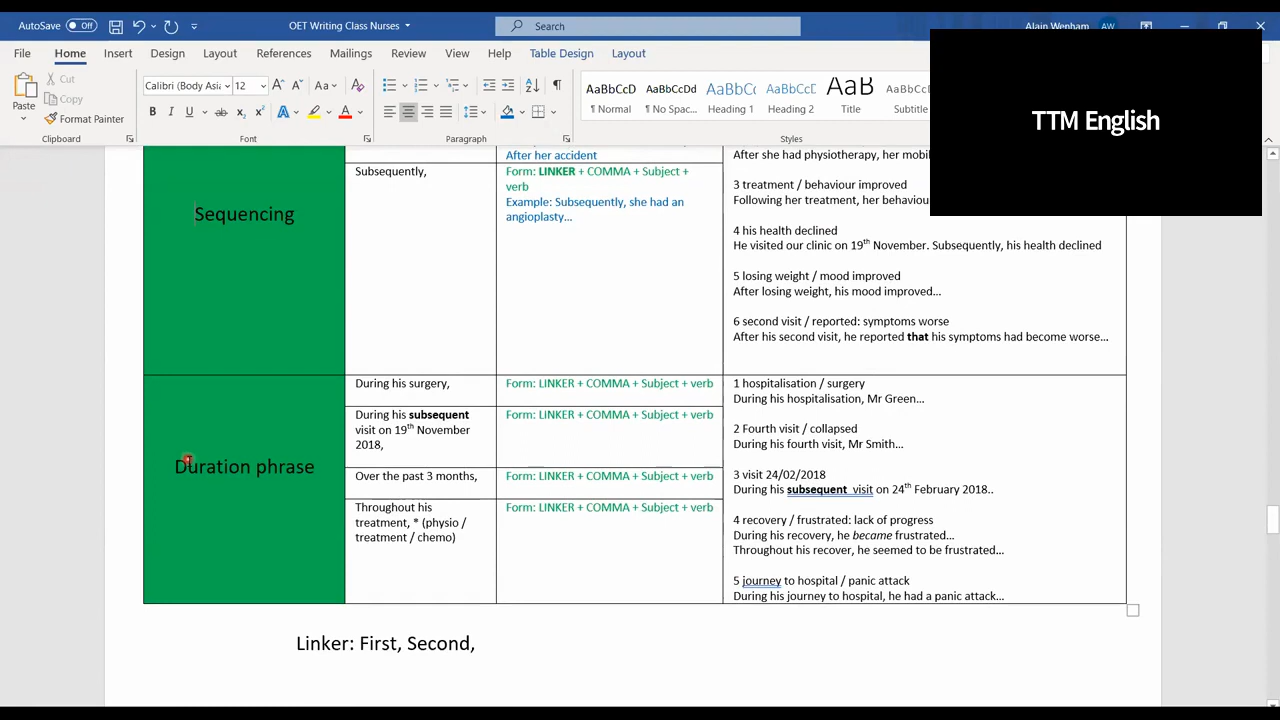 AutoSave Off OET Writing Class Nurses Search Alain Wenham AW
File Home Insert Design Layout References Mailings Review View Help Table Design Layout
TTM English
Paste Cut Copy Format Painter
Calibri (Body Asi 12
¶ Normal ¶ No Spac... Heading 1 Heading 2 Title Subtitle
Clipboard Font Paragraph Styles
Sequencing
Subsequently,
After her accident
Form: LINKER + COMMA + Subject +
verb
Example: Subsequently, she had an
angioplasty…
After she had physiotherapy, her mobi
3 treatment / behaviour improved
Following her treatment, her behaviou
4 his health declined
He visited our clinic on 19th November. Subsequently, his health declined
5 losing weight / mood improved
After losing weight, his mood improved…
6 second visit / reported: symptoms worse
After his second visit, he reported that his symptoms had become worse…
Duration phrase
During his surgery,
Form: LINKER + COMMA + Subject + verb
During his subsequent
visit on 19th November
2018,
Form: LINKER + COMMA + Subject + verb
Over the past 3 months,
Form: LINKER + COMMA + Subject + verb
Throughout his
treatment, * (physio /
treatment / chemo)
Form: LINKER + COMMA + Subject + verb
1 hospitalisation / surgery
During his hospitalisation, Mr Green…
2 Fourth visit / collapsed
During his fourth visit, Mr Smith…
3 visit 24/02/2018
During his subsequent visit on 24th February 2018..
4 recovery / frustrated: lack of progress
During his recovery, he became frustrated…
Throughout his recover, he seemed to be frustrated…
5 journey to hospital / panic attack
During his journey to hospital, he had a panic attack…
Linker: First, Second,